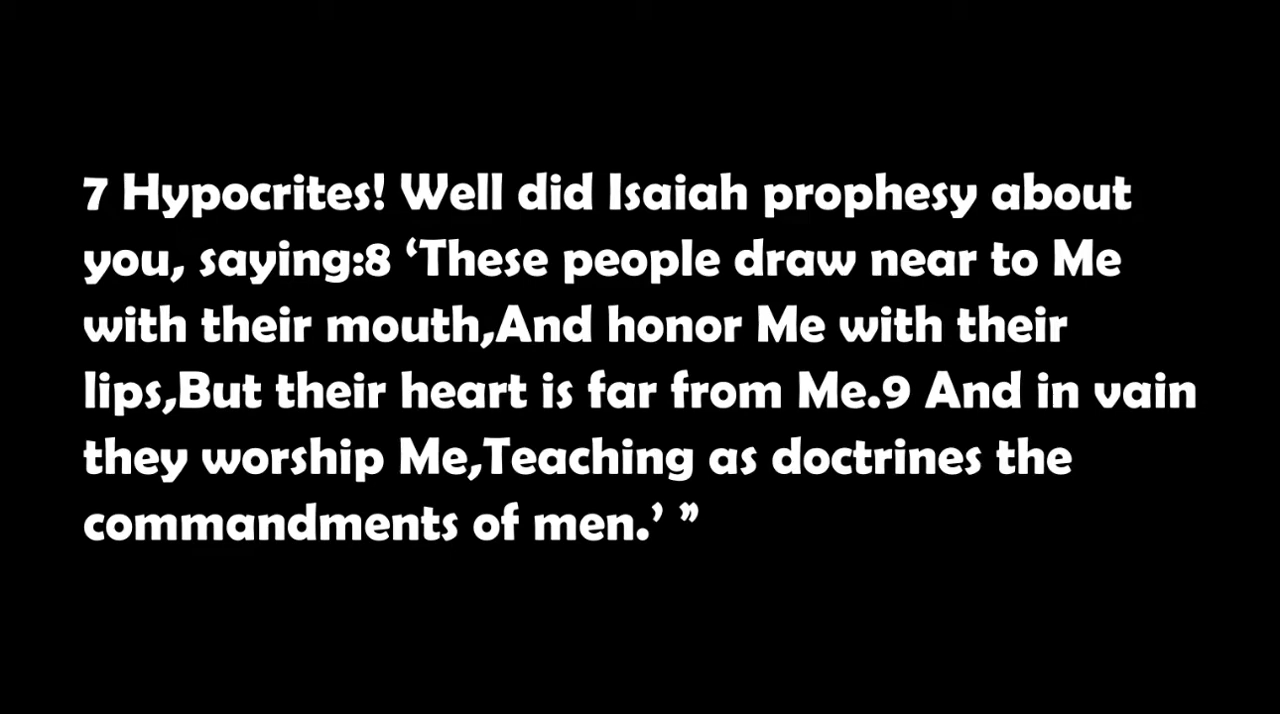 7 Hypocrites! Well did Isaiah prophesy about
you, saying:8 ‘These people draw near to Me
with their mouth,And honor Me with their
lips,But their heart is far from Me.9 And in vain
they worship Me,Teaching as doctrines the
commandments of men.’ ”